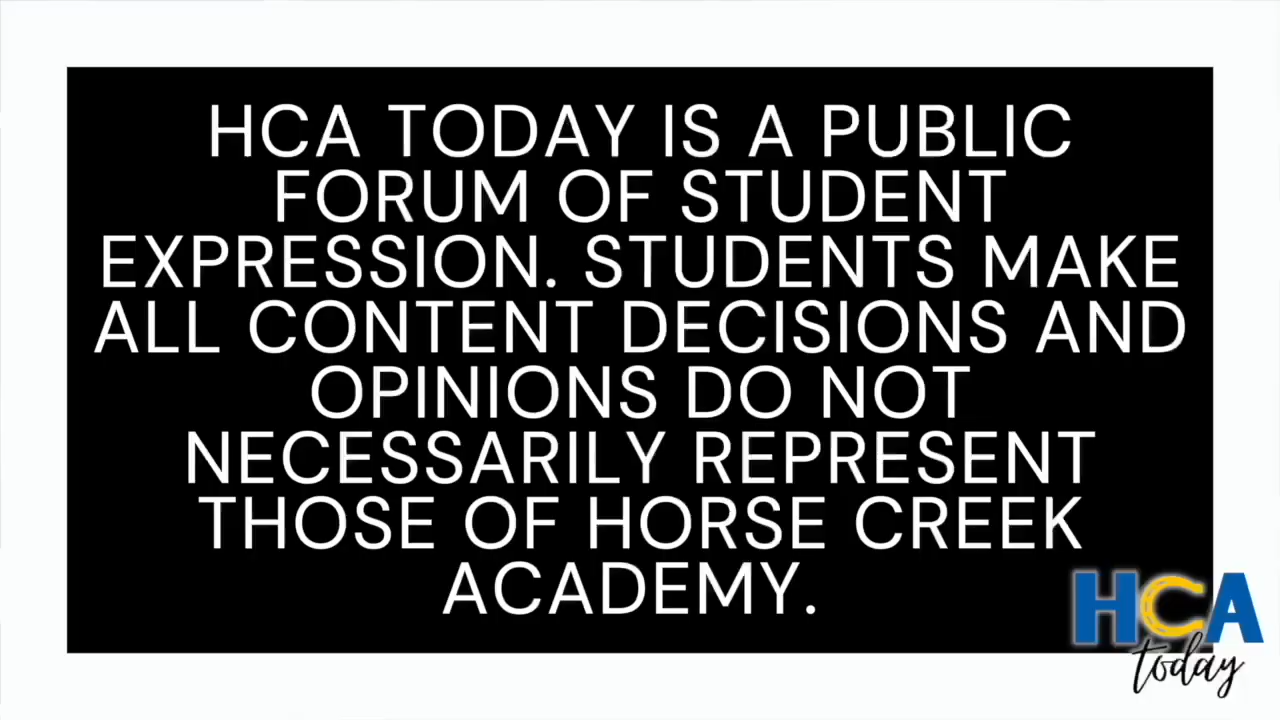 HCA TODAY IS A PUBLIC
FORUM OF STUDENT
EXPRESSION. STUDENTS MAKE
ALL CONTENT DECISIONS AND
OPINIONS DO NOT
NECESSARILY REPRESENT
THOSE OF HORSE CREEK
ACADEMY.
HCA
today